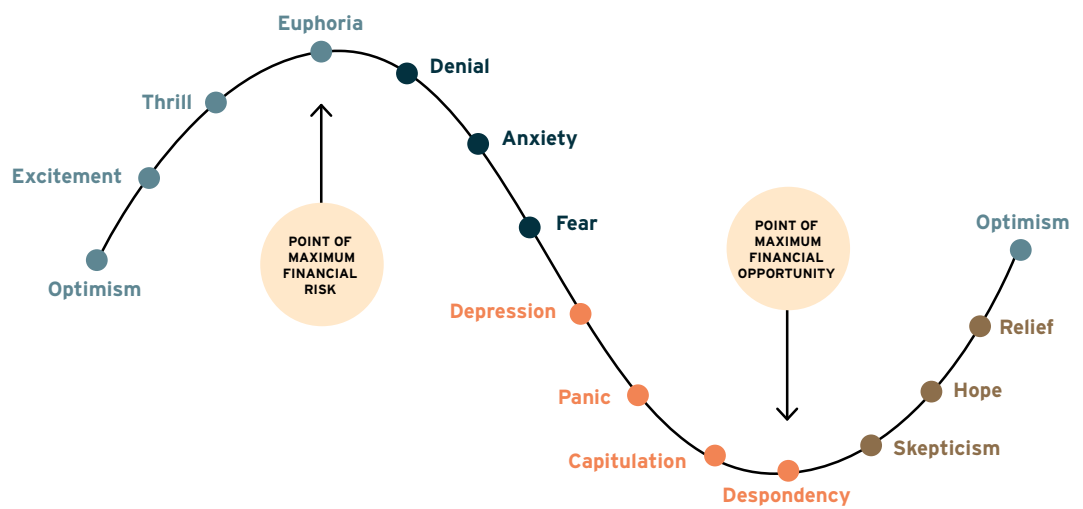 Euphoria
Denial
Thrill
Anxiety
Excitement
Fear
Optimism
POINT OF
MAXIMUM
FINANCIAL
RISK
POINT OF
MAXIMUM
FINANCIAL
OPPORTUNITY
Optimism
Depression
Relief
Panic
Hope
Capitulation
Skepticism
Despondency